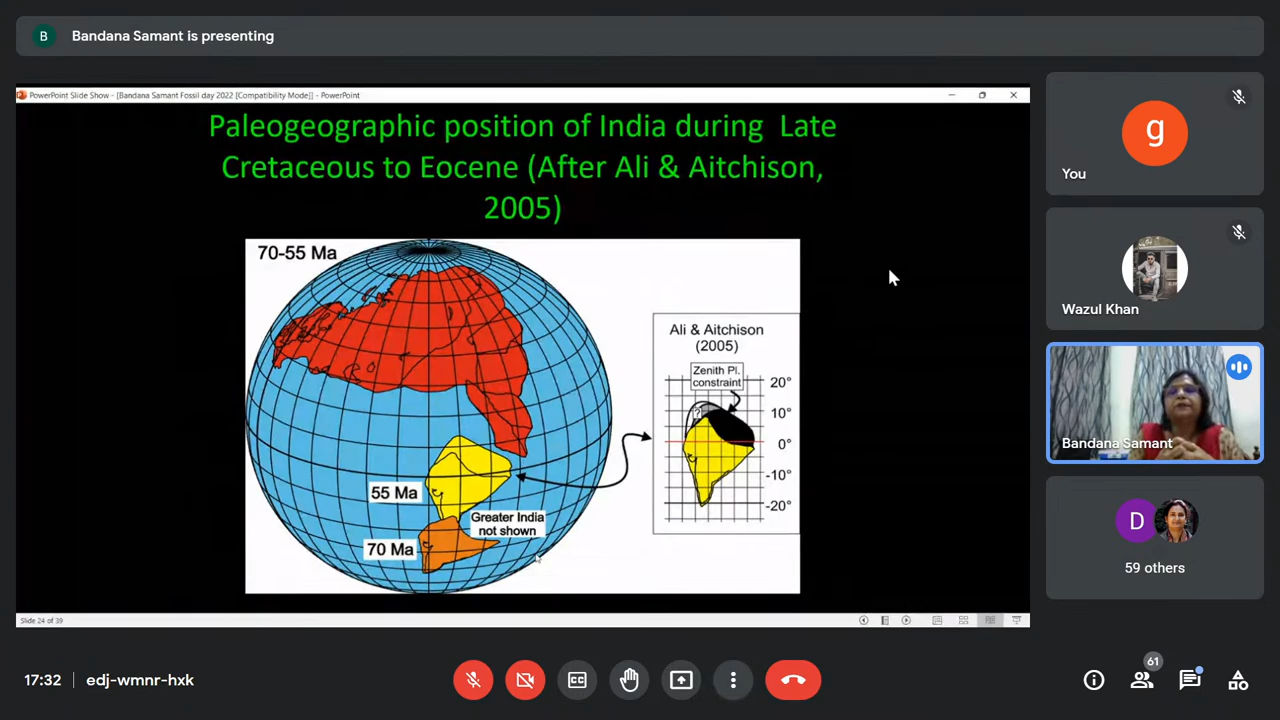 B
Bandana Samant is presenting
PowerPoint Slide Show - [Bandana Samant Fossil day 2022 [Compatibility Mode]] - PowerPoint
Paleogeographic position of India during Late
Cretaceous to Eocene (After Ali & Aitchison,
2005)
70-55 Ma
55 Ma
Greater India
not shown
70 Ma
Ali & Aitchison
(2005)
Zenith Pl.
constraint
?
20°
10°
0°
-10°
-20°
Slide 24 of 39
g
You
Wazul Khan
Bandana Samant
D
59 others
17:32
edj-wmnr-hxk
CC
61